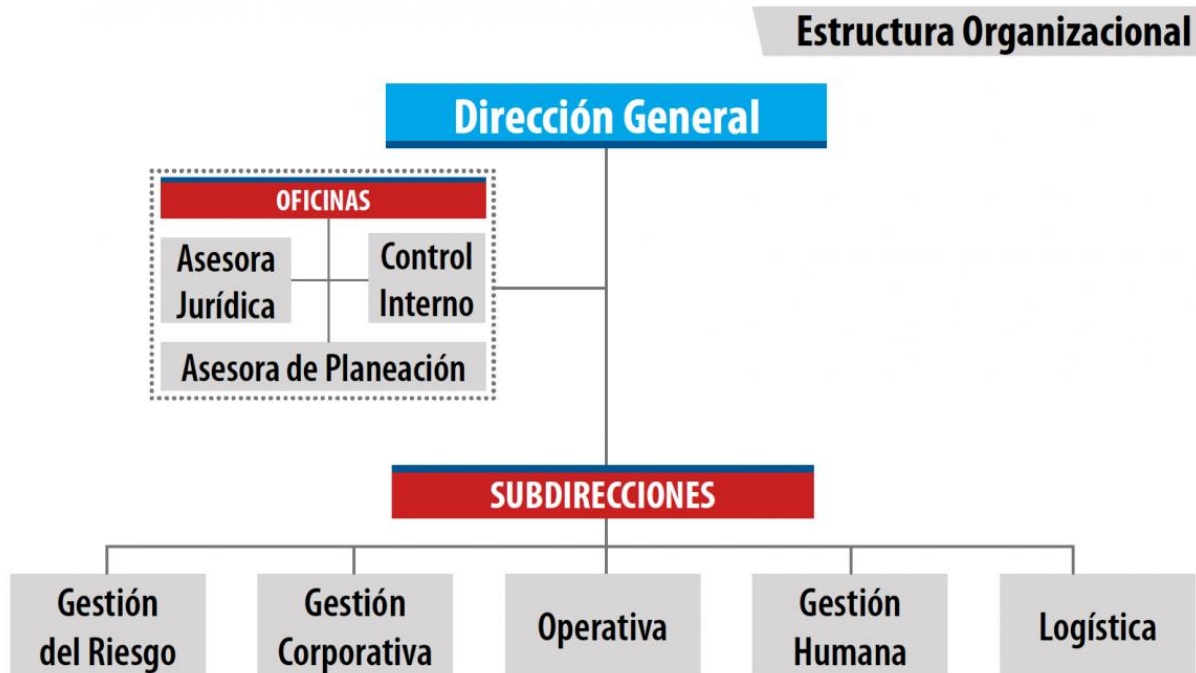 Estructura Organizacional
Dirección General
OFICINAS
Asesora
Jurídica
Control
Interno
Asesora de Planeación
SUBDIRECCIONES
Gestión
del Riesgo
Gestión
Corporativa
Operativa
Gestión
Humana
Logística